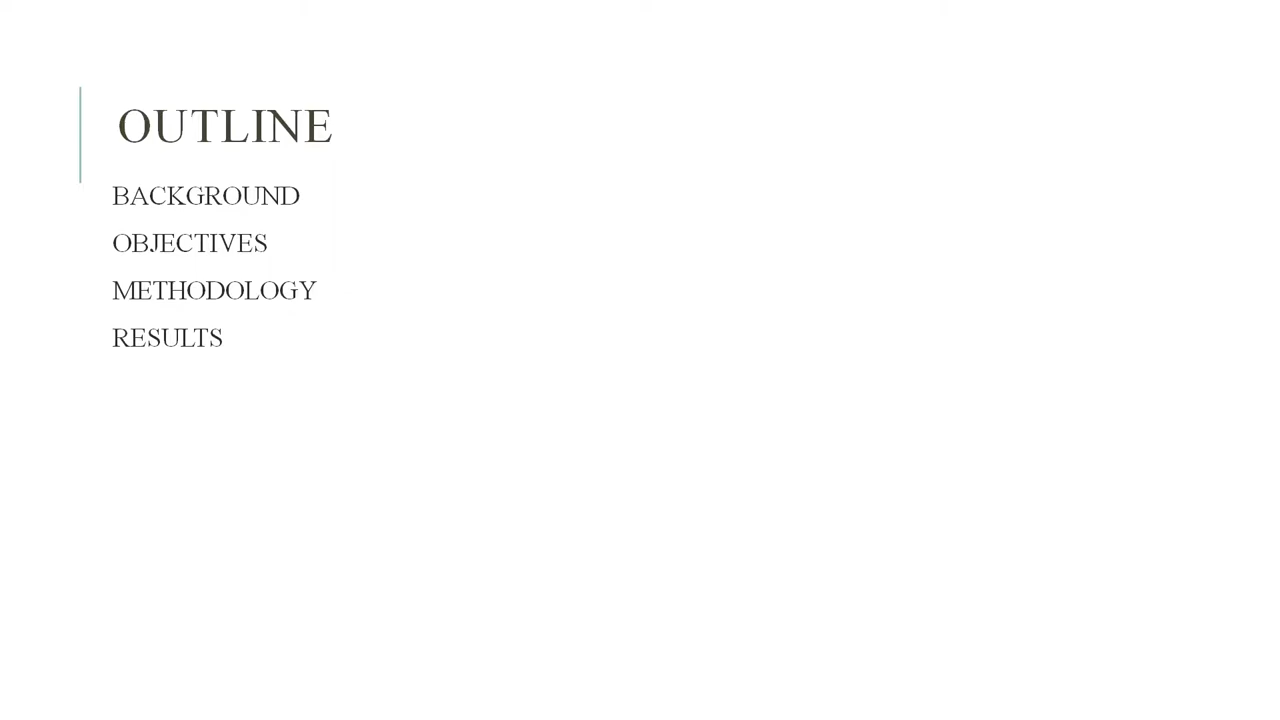 OUTLINE
BACKGROUND
OBJECTIVES
METHODOLOGY
RESULTS